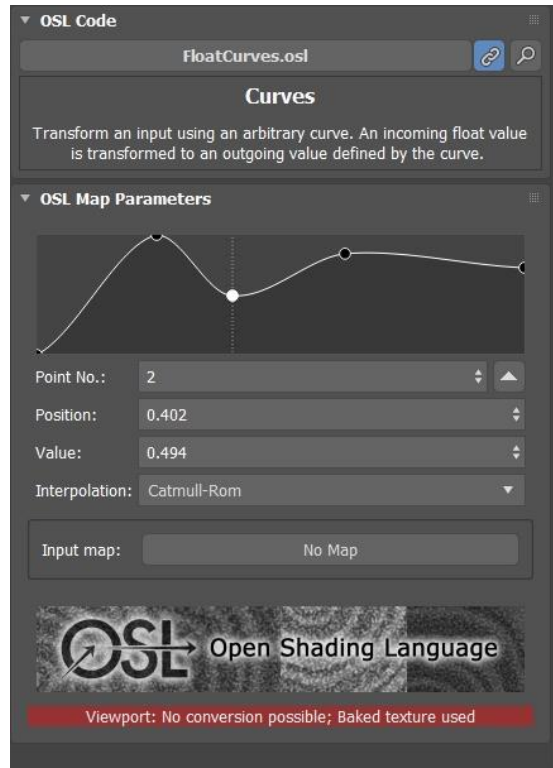 OSL Code
FloatCurves.osl
Curves
Transform an input using an arbitrary curve. An incoming float value
is transformed to an outgoing value defined by the curve.
OSL Map Parameters
Point No.: 2
Position: 0.402
Value: 0.494
Interpolation: Catmull-Rom
Input map: No Map
OSL Open Shading Language
Viewport: No conversion possible; Baked texture used